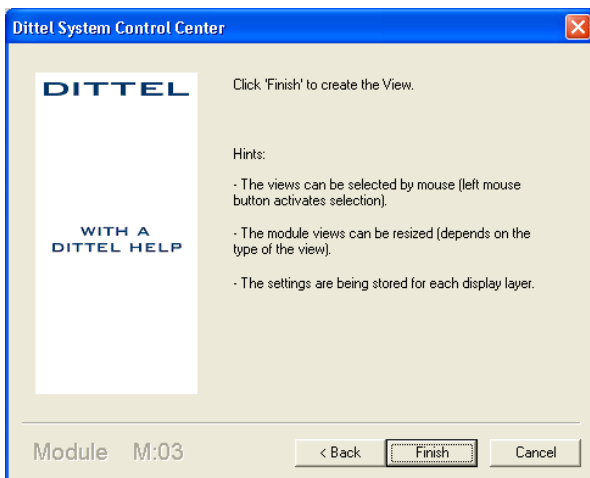 Dittel System Control Center
DITTEL
Click 'Finish' to create the View.
Hints:
- The views can be selected by mouse (left mouse
button activates selection).
WITH A
DITTEL HELP
- The module views can be resized (depends on the
type of the view).
- The settings are being stored for each display layer.
Module M:03
< Back
Finish
Cancel